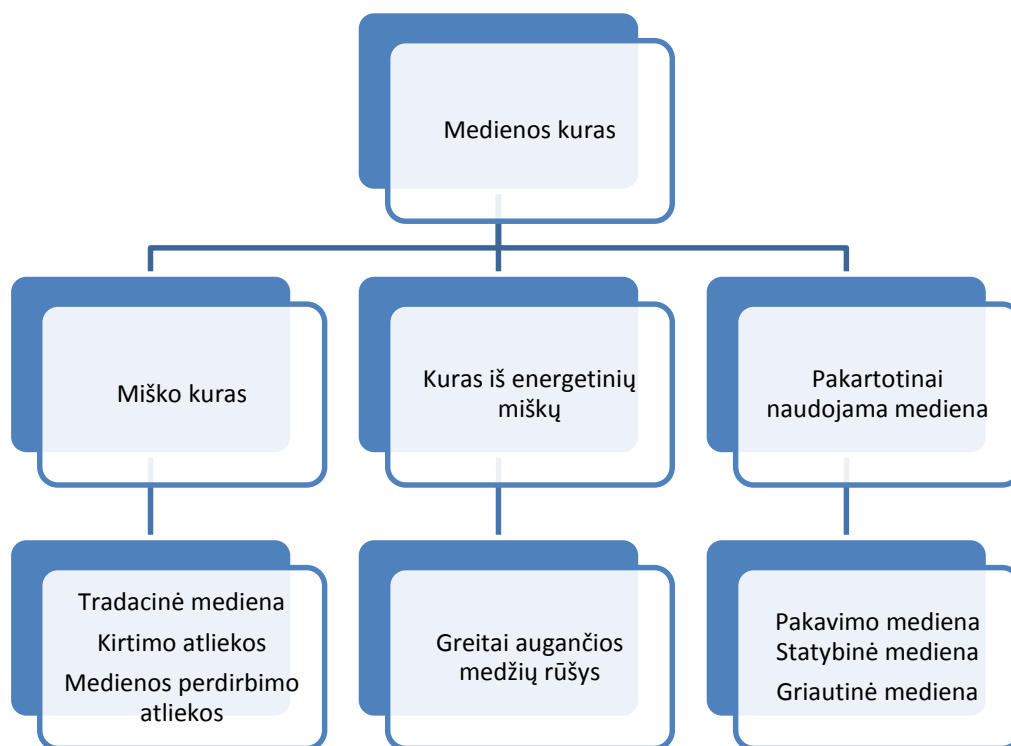 Medienos kuras
Miško kuras
Kuras iš energetinių
miškų
Pakartotinai
naudojama mediena
Tradacinė mediena
Kirtimo atliekos
Medienos perdirbimo
atliekos
Greitai augančios
medžių rūšys
Pakavimo mediena
Statybinė mediena
Griautinė mediena